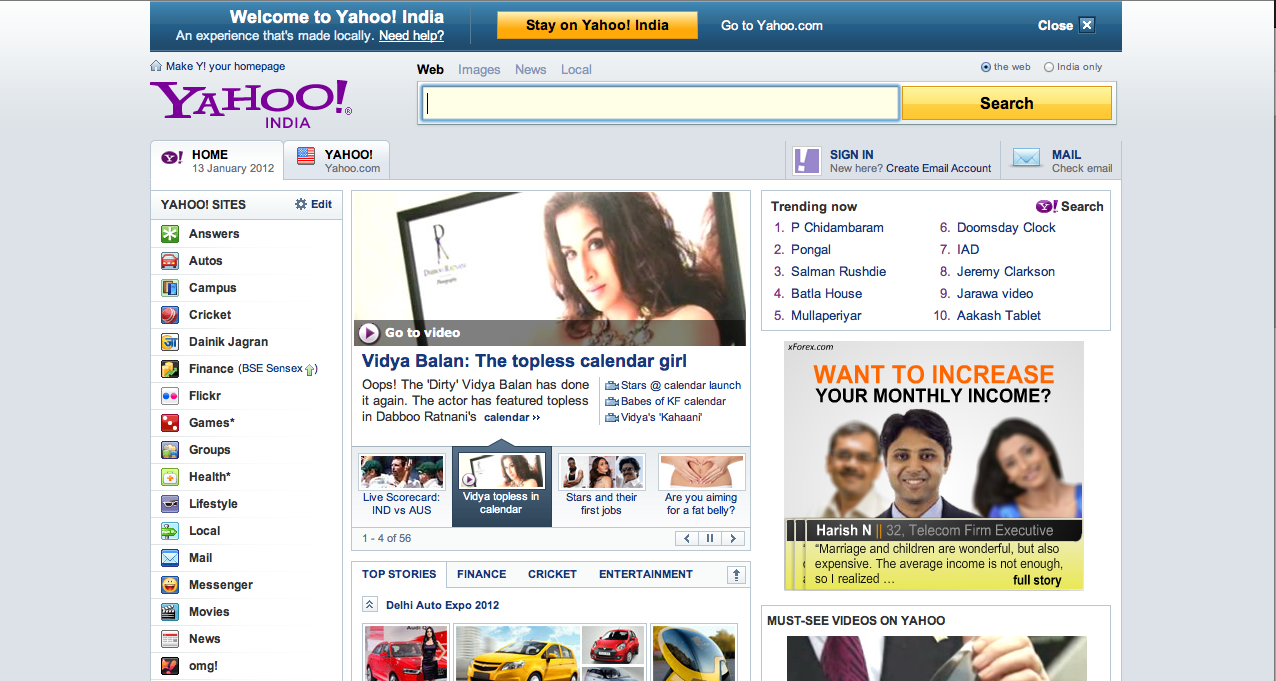 Welcome to Yahoo! India
An experience that's made locally. Need help?
Stay on Yahoo! India
Go to Yahoo.com
Close
Make Y! your homepage
YAHOO!®
INDIA
Web Images News Local
the web India only
Search
HOME
13 January 2012
YAHOO!
Yahoo.com
SIGN IN
New here? Create Email Account
MAIL
Check email
YAHOO! SITES
Edit
Answers
Autos
Campus
Cricket
Dainik Jagran
Finance (BSE Sensex)
Flickr
Games*
Groups
Health*
Lifestyle
Local
Mail
Messenger
Movies
News
omg!
DABBOO RATNANI
Photography
Go to video
Vidya Balan: The topless calendar girl
Oops! The 'Dirty' Vidya Balan has done
it again. The actor has featured topless
in Dabboo Ratnani's calendar ››
Stars @ calendar launch
Babes of KF calendar
Vidya's 'Kahaani'
Live Scorecard:
IND vs AUS
Vidya topless in
calendar
Stars and their
first jobs
Are you aiming
for a fat belly?
1 - 4 of 56
TOP STORIES FINANCE CRICKET ENTERTAINMENT
Delhi Auto Expo 2012
Trending now
Y! Search
1. P Chidambaram
2. Pongal
3. Salman Rushdie
4. Batla House
5. Mullaperiyar
6. Doomsday Clock
7. IAD
8. Jeremy Clarkson
9. Jarawa video
10. Aakash Tablet
xForex.com
WANT TO INCREASE
YOUR MONTHLY INCOME?
Harish N || 32, Telecom Firm Executive
“Marriage and children are wonderful, but also
expensive. The average income is not enough,
so I realized ...
full story
MUST-SEE VIDEOS ON YAHOO